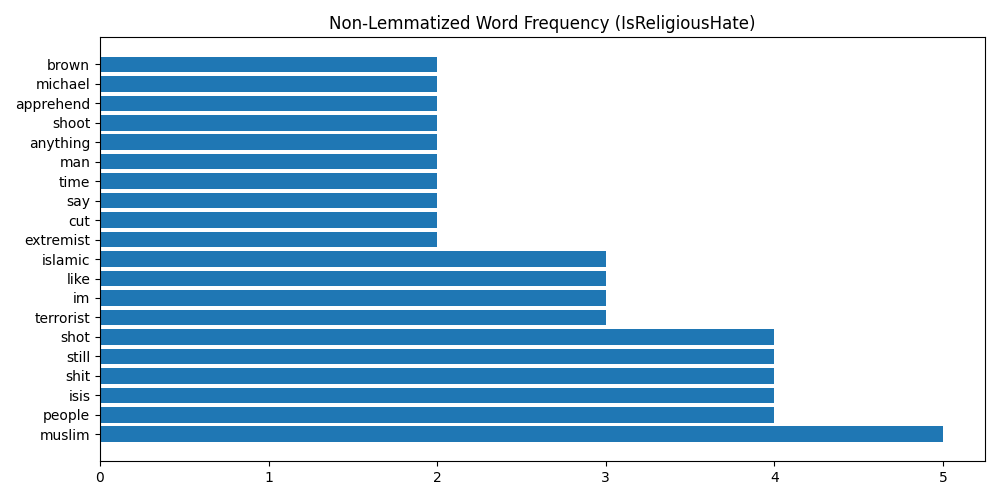 Non-Lemmatized Word Frequency (IsReligiousHate)
brown
michael
apprehend
shoot
anything
man
time
say
cut
extremist
islamic
like
im
terrorist
shot
still
shit
isis
people
muslim
0 1 2 3 4 5